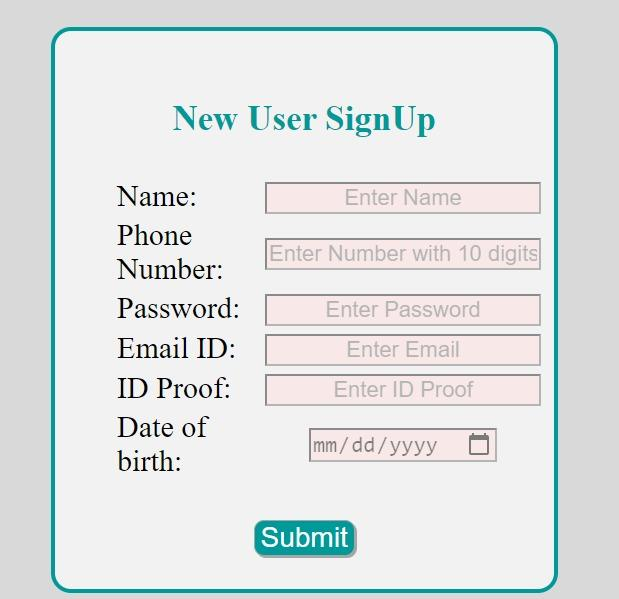 New User SignUp
Name: Enter Name
Phone
Number: Enter Number with 10 digits
Password: Enter Password
Email ID: Enter Email
ID Proof: Enter ID Proof
Date of
birth: mm/dd/yyyy
Submit